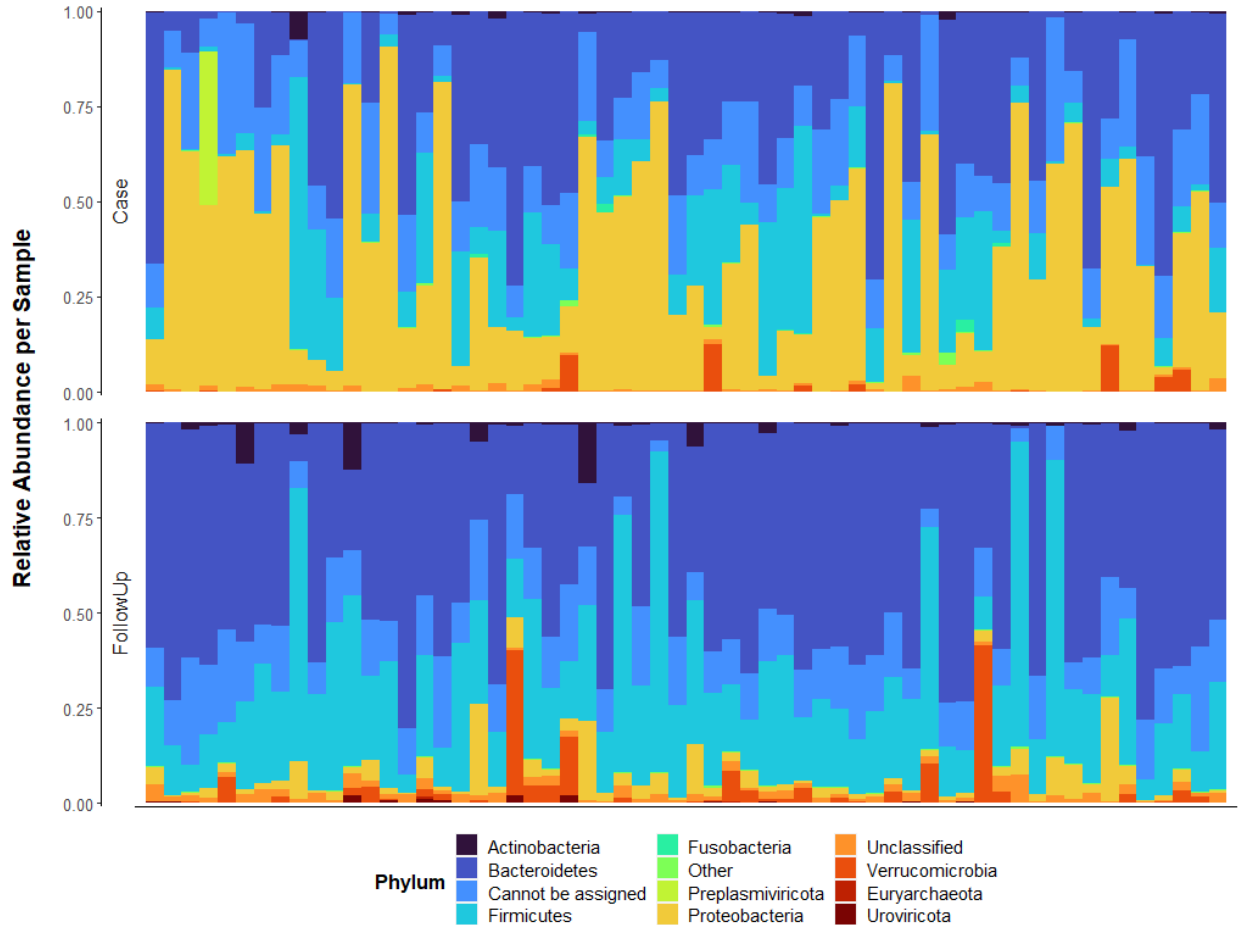 Relative Abundance per Sample
Case
1.00
0.75
0.50
0.25
0.00
FollowUp
1.00
0.75
0.50
0.25
0.00
Phylum
Actinobacteria
Bacteroidetes
Cannot be assigned
Firmicutes
Fusobacteria
Other
Preplasmiviricota
Proteobacteria
Unclassified
Verrucomicrobia
Euryarchaeota
Uroviricota